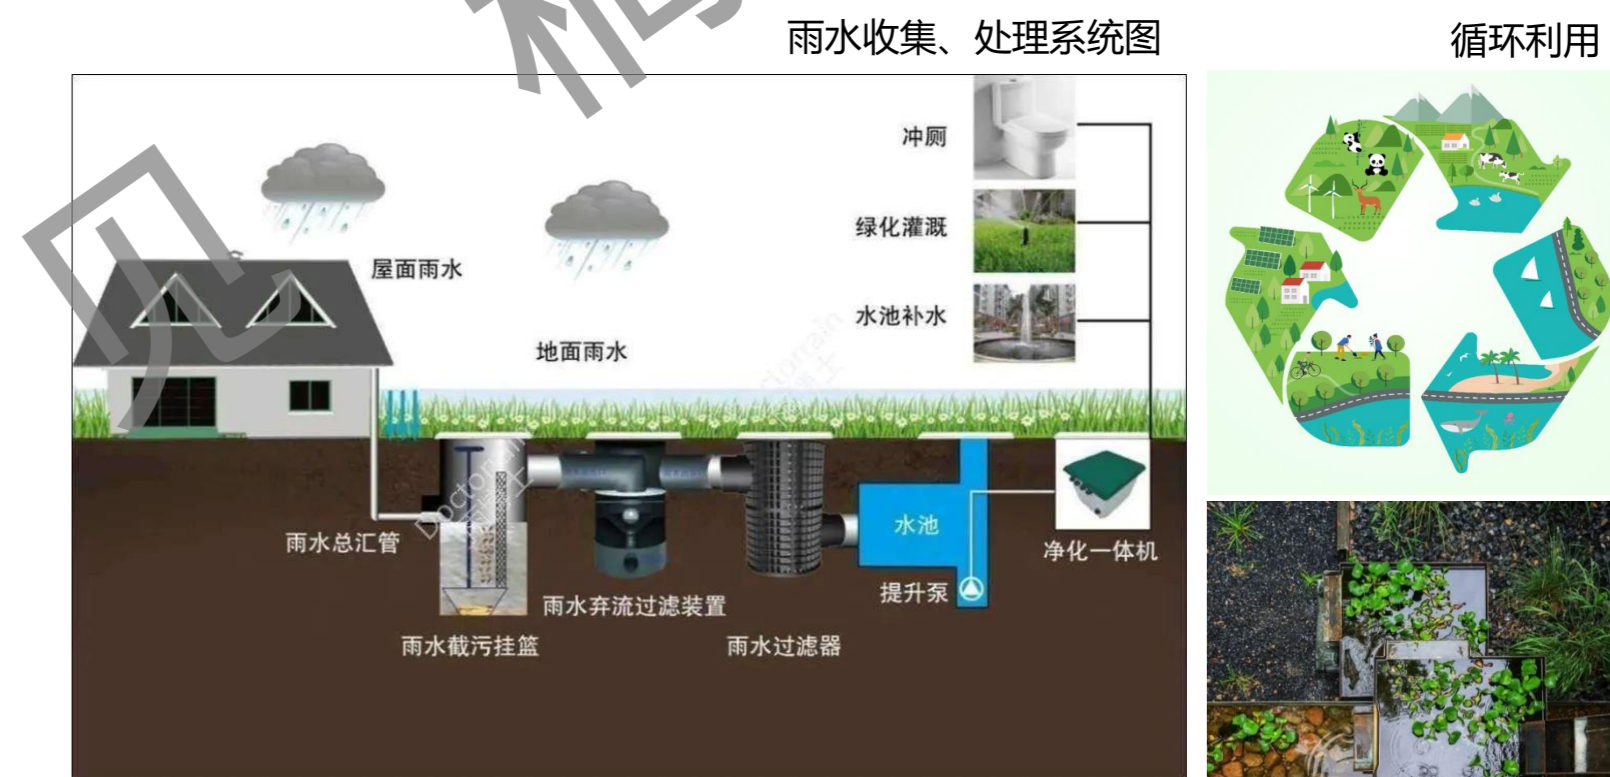 雨水收集、处理系统图
循环利用
冲厕
绿化灌溉
水池补水
屋面雨水
地面雨水
雨水总汇管
水池
净化一体机
提升泵
雨水弃流过滤装置
雨水截污挂篮
雨水过滤器
见
Doctorrain